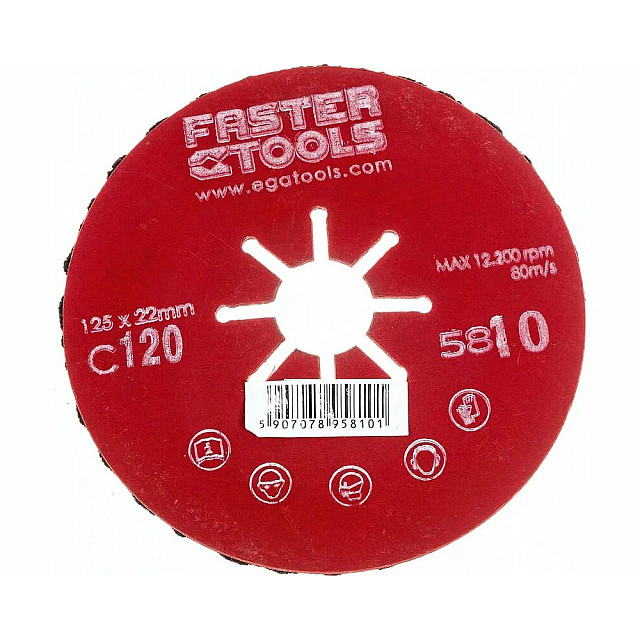 FASTER
TOOLS
www.egatools.com
MAX 12.200 rpm
80m/s
125 x 22mm
C120
5810
5 907078 958101